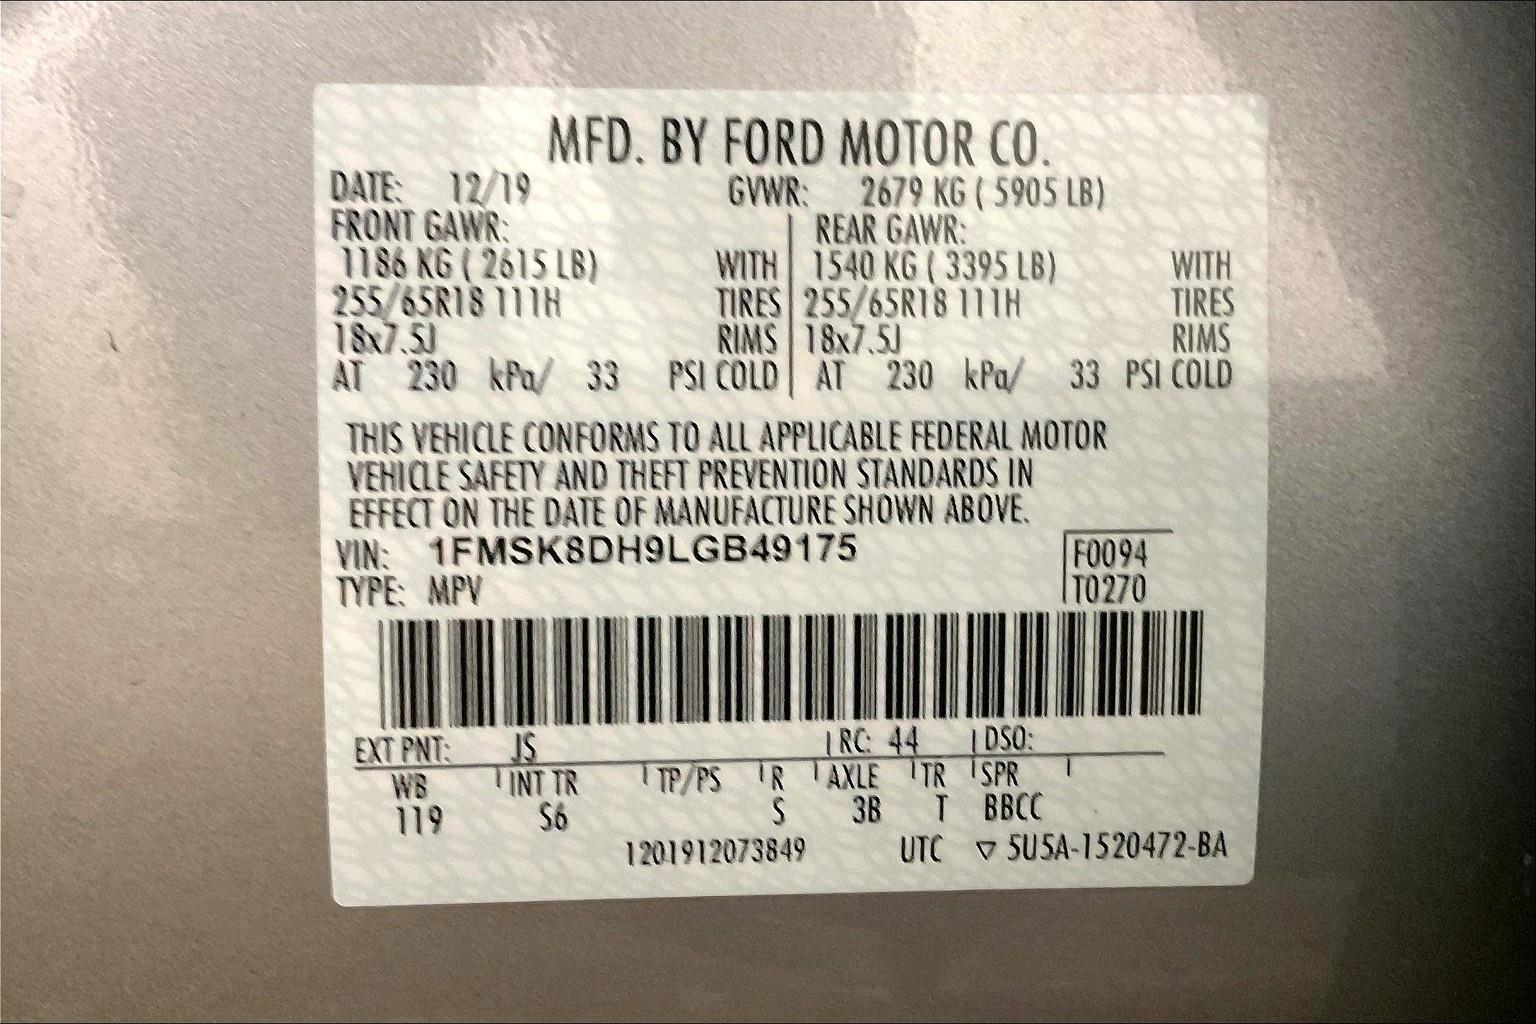 MFD. BY FORD MOTOR CO.
DATE: 12/19 GVWR: 2679 KG ( 5905 LB)
FRONT GAWR: REAR GAWR:
1186 KG ( 2615 LB) WITH 1540 KG ( 3395 LB) WITH
255/65R18 111H TIRES 255/65R18 111H TIRES
18x7.5J RIMS 18x7.5J RIMS
AT 230 kPa/ 33 PSI COLD AT 230 kPa/ 33 PSI COLD
THIS VEHICLE CONFORMS TO ALL APPLICABLE FEDERAL MOTOR
VEHICLE SAFETY AND THEFT PREVENTION STANDARDS IN
EFFECT ON THE DATE OF MANUFACTURE SHOWN ABOVE.
VIN: 1FMSK8DH9LGB49175 F0094
TYPE: MPV T0270
EXT PNT: JS RC: 44 DSO:
WB INT TR TP/PS R AXLE TR SPR
119 S6 S 3B T BBCC
1201912073849 UTC ▽ 5U5A-1520472-BA